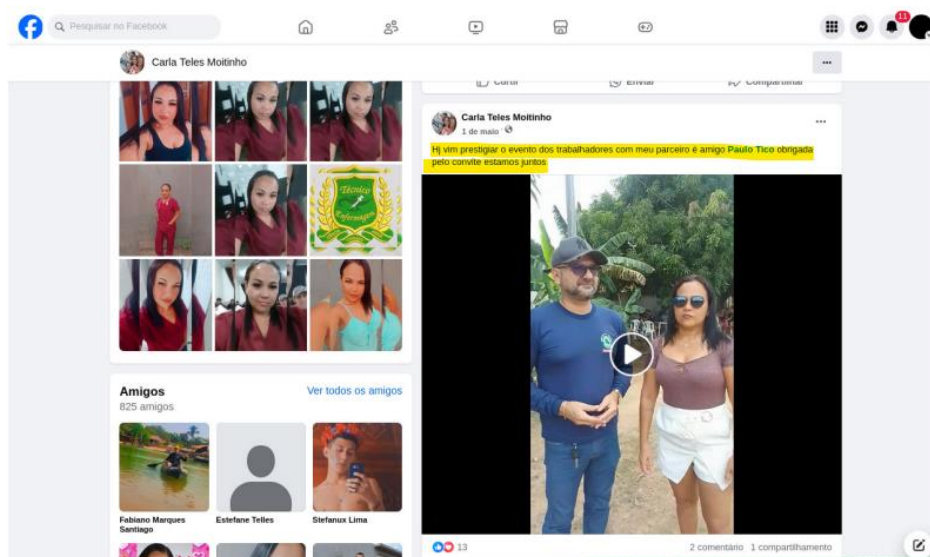 Pesquisar no Facebook
11
Carla Teles Moitinho
Técnico
Enfermagem
Amigos
Ver todos os amigos
825 amigos
Fabiano Marques
Santiago
Estefane Telles
Stefanux Lima
Curtir
Enviar
Compartilhar
Carla Teles Moitinho
1 de maio ·
Hj vim prestigiar o evento dos trabalhadores com meu parceiro é amigo Paulo Tico obrigada
pelo convite estamos juntos
13
2 comentário 1 compartilhamento